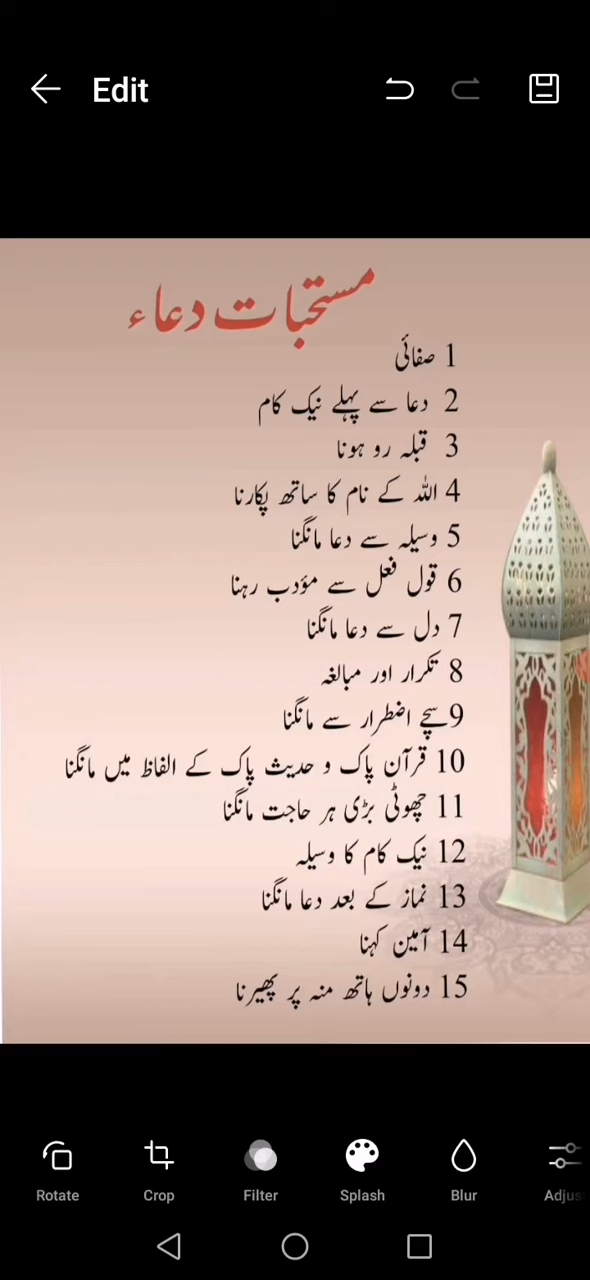 Edit
مستحبات دعاء
1 صفائی
2 دعا سے پہلے نیک کام
3 قبلہ رو ہونا
4 اللہ کے نام کا ساتھ پکارنا
5 وسیلہ سے دعا مانگنا
6 قول فعل سے مؤدب رہنا
7 دل سے دعا مانگنا
8 تکرار اور مبالغہ
9 سچے اضطرار سے مانگنا
10 قرآن پاک و حدیث پاک کے الفاظ میں مانگنا
11 چھوٹی بڑی ہر حاجت مانگنا
12 نیک کام کا وسیلہ
13 نماز کے بعد دعا مانگنا
14 آمین کہنا
15 دونوں ہاتھ منہ پر پھیرنا
Rotate Crop Filter Splash Blur Adjus